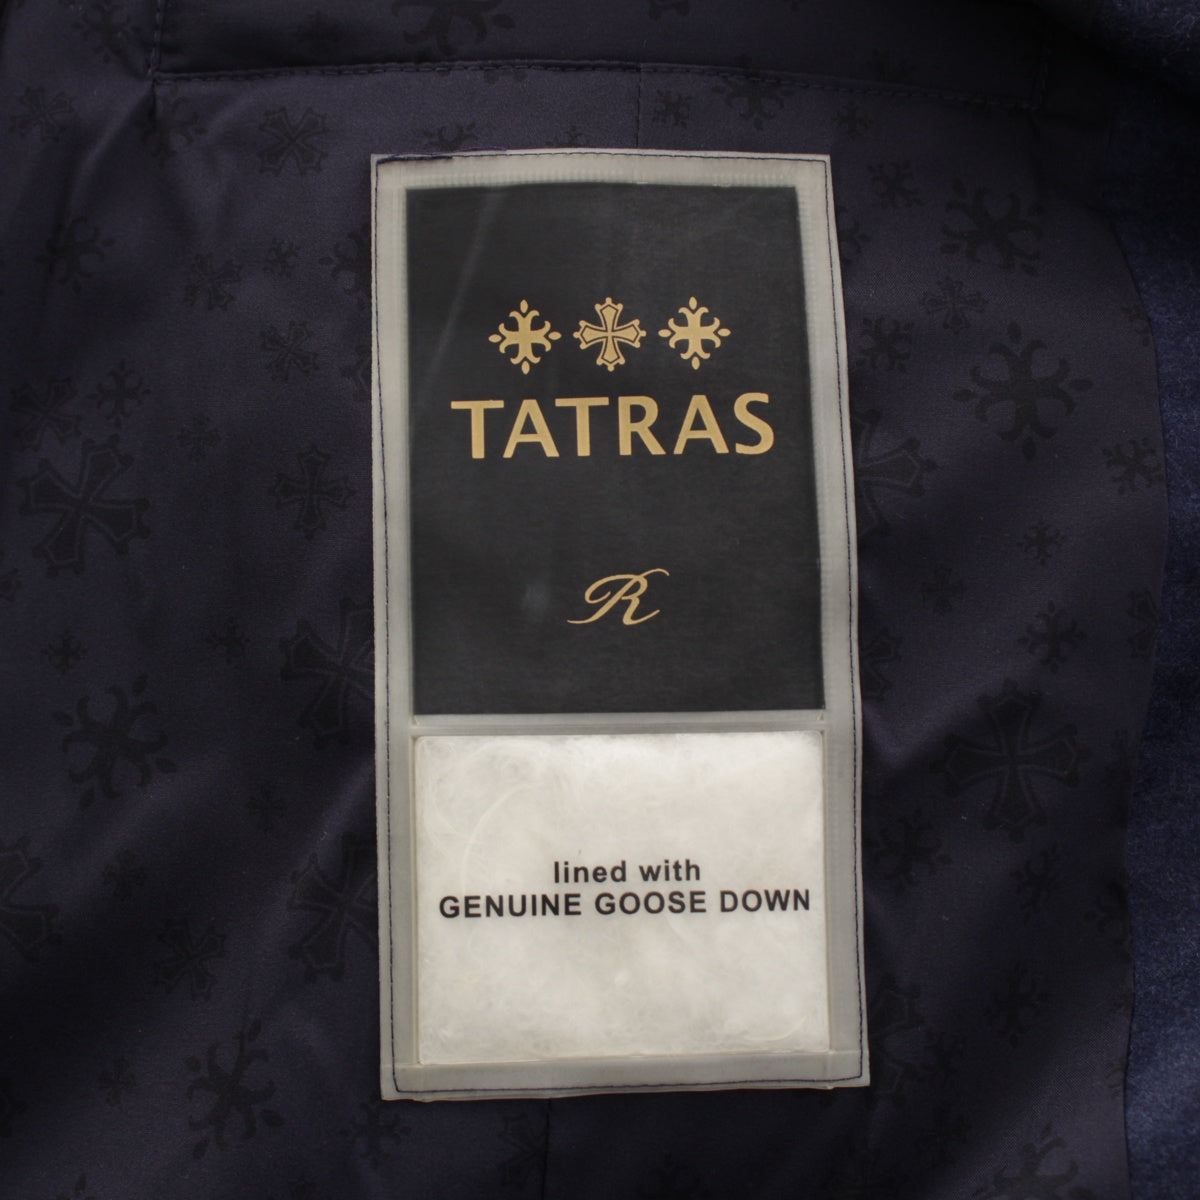 TATRAS
R
lined with
GENUINE GOOSE DOWN